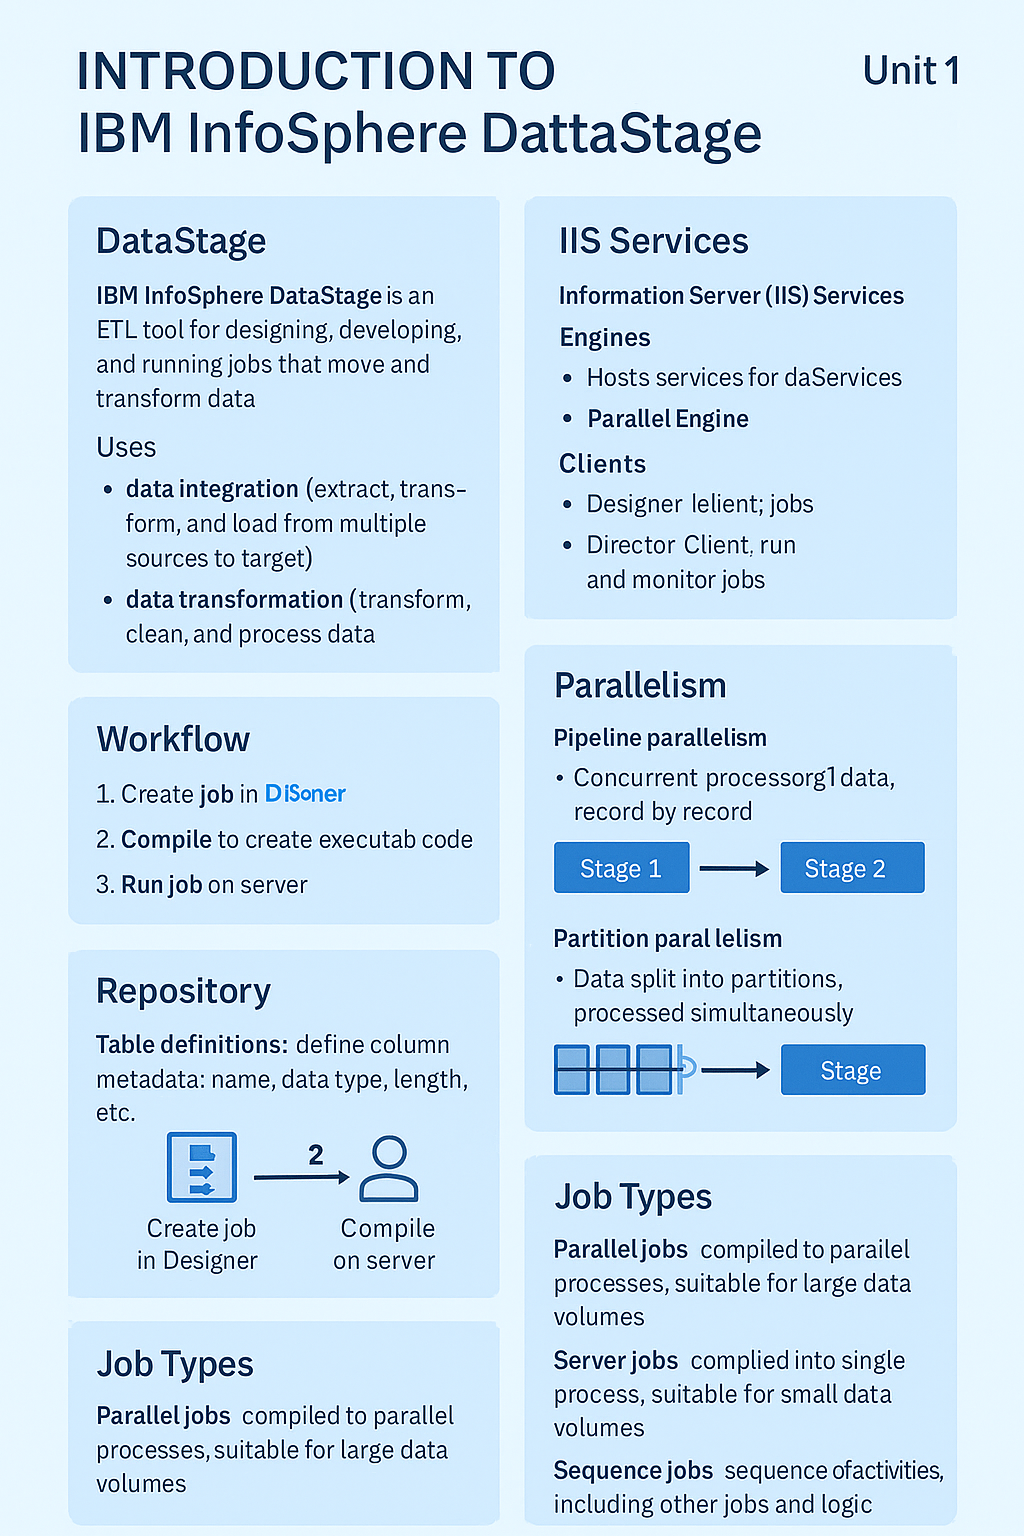 INTRODUCTION TO
IBM InfoSphere DattaStage
Unit 1
DataStage
IBM InfoSphere DataStage is an
ETL tool for designing, developing,
and running jobs that move and
transform data
Uses
• data integration (extract, trans-
form, and load from multiple
sources to target)
• data transformation (transform,
clean, and process data
Workflow
1. Create job in DiSoner
2. Compile to create executab code
3. Run job on server
Repository
Table definitions: define column
metadata: name, data type, length,
etc.
2
Create job
in Designer
Compile
on server
Job Types
Parallel jobs compiled to parallel
processes, suitable for large data
volumes
IIS Services
Information Server (IIS) Services
Engines
• Hosts services for daServices
• Parallel Engine
Clients
• Designer lelient; jobs
• Director Client, run
and monitor jobs
Parallelism
Pipeline parallelism
• Concurrent processorg1 data,
record by record
Stage 1
Stage 2
Partition paral lelism
• Data split into partitions,
processed simultaneously
Stage
Job Types
Parallel jobs compiled to parailel
processes, suitable for large data
volumes
Server jobs complied into single
process, suitable for small data
volumes
Sequence jobs sequence ofactivities,
including other jobs and logic